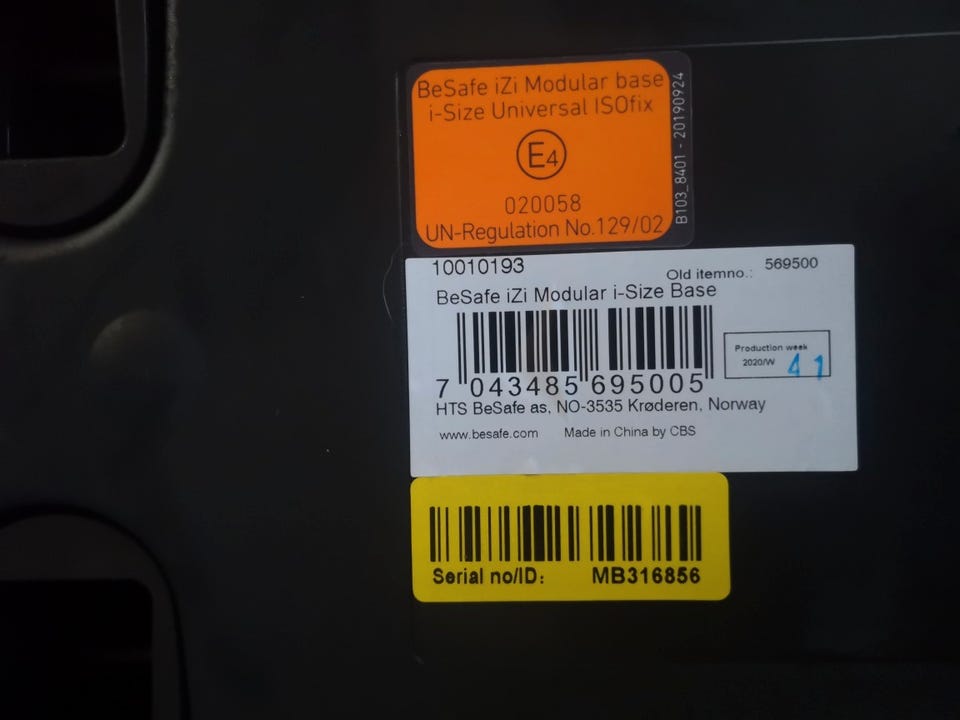 BeSafe iZi Modular base
i-Size Universal ISOfix
E4
020058
UN-Regulation No.129/02
B103_8401 - 20190924
10010193
Old itemno.: 569500
BeSafe iZi Modular i-Size Base
Production week
2020/W 41
7 043485 695005
HTS BeSafe as, NO-3535 Krøderen, Norway
www.besafe.com Made in China by CBS
Serial no/ID: MB316856